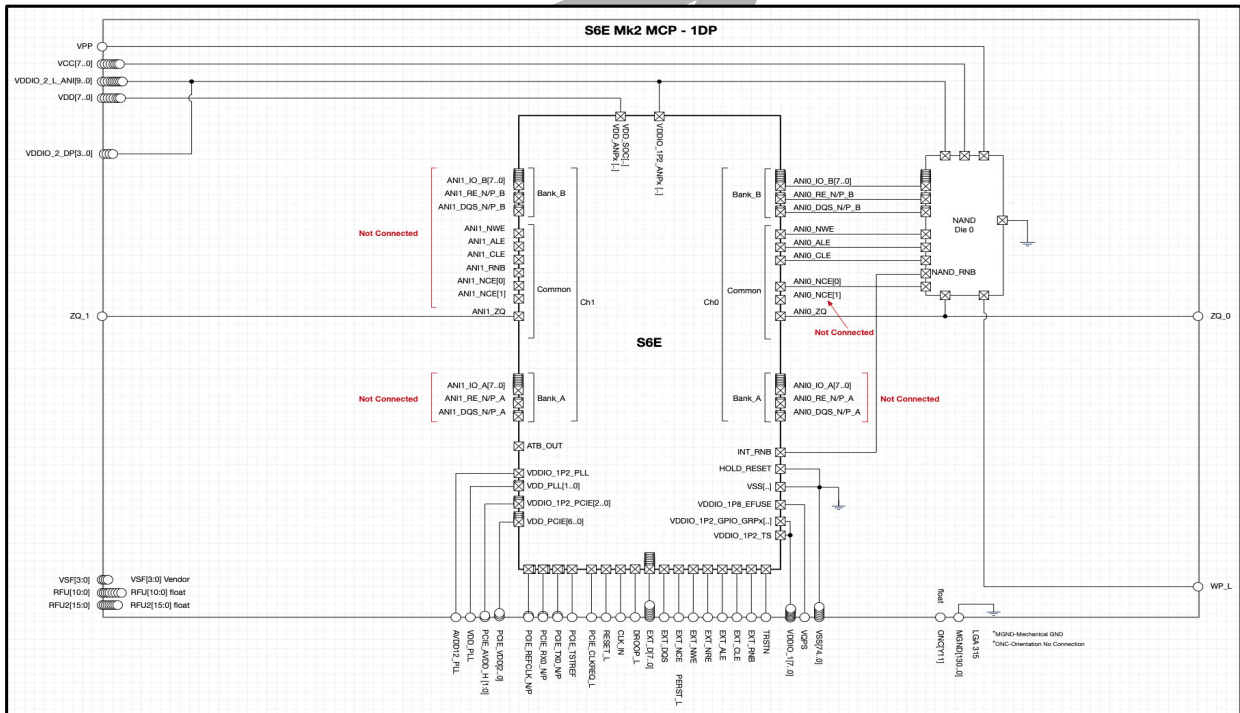 S6E Mk2 MCP - 1DP
VPP
VCC[7..0]
VDDIO_2_L_ANI[9..0]
VDD[7..0]
VDDIO_2_DP[3..0]
VDD_SOC[..]
VDD_ANPx [..]
VDDIO_1P2_ANPx [..]
ANI1_IO_B[7..0]
ANI1_RE_N/P_B
ANI1_DQS_N/P_B
Bank_B
Not Connected
ANI1_NWE
ANI1_ALE
ANI1_CLE
ANI1_RNB
ANI1_NCE[0]
ANI1_NCE[1]
ANI1_ZQ
Common
Ch1
ZQ_1
ANI1_IO_A[7..0]
ANI1_RE_N/P_A
ANI1_DQS_N/P_A
Bank_A
Not Connected
S6E
Bank_B
ANI0_IO_B[7..0]
ANI0_RE_N/P_B
ANI0_DQS_N/P_B
Ch0
Common
ANI0_NWE
ANI0_ALE
ANI0_CLE
ANI0_NCE[0]
ANI0_NCE[1]
ANI0_ZQ
Not Connected
NAND
Die 0
NAND_RNB
ZQ_0
Bank_A
ANI0_IO_A[7..0]
ANI0_RE_N/P_A
ANI0_DQS_N/P_A
Not Connected
ATB_OUT
VDDIO_1P2_PLL
VDD_PLL[1..0]
VDDIO_1P2_PCIE[2..0]
VDD_PCIE[6..0]
INT_RNB
HOLD_RESET
VSS[..]
VDDIO_1P8_EFUSE
VDDIO_1P2_GPIO_GRPx[..]
VDDIO_1P2_TS
WP_L
VSF[3:0] VSF[3:0] Vendor
RFU[10:0] RFU[10:0] float
RFU2[15:0] RFU2[15:0] float
AVDD12_PLL
VDD_PLL
PCIE_AVDD_H [1:0]
PCIE_VDD[2..0]
PCIE_REFCLK_N/P
PCIE_RX0_N/P
PCIE_TX0_N/P
PCIE_TSTREF
PCIE_CLKREQ_L
RESET_L
CLK_IN
DROOP_L
EXT_D[7..0]
EXT_DQS
EXT_NCE
PERST_L
EXT_NWE
EXT_NRE
EXT_ALE
EXT_CLE
EXT_RNB
TRSTN
VDDIO_1[7..0]
VQPS
VSS[74..0]
float
ONC[Y11]
MGND[130..0]
LGA 315
*MGND-Mechanical GND
*ONC-Orientation No Connection